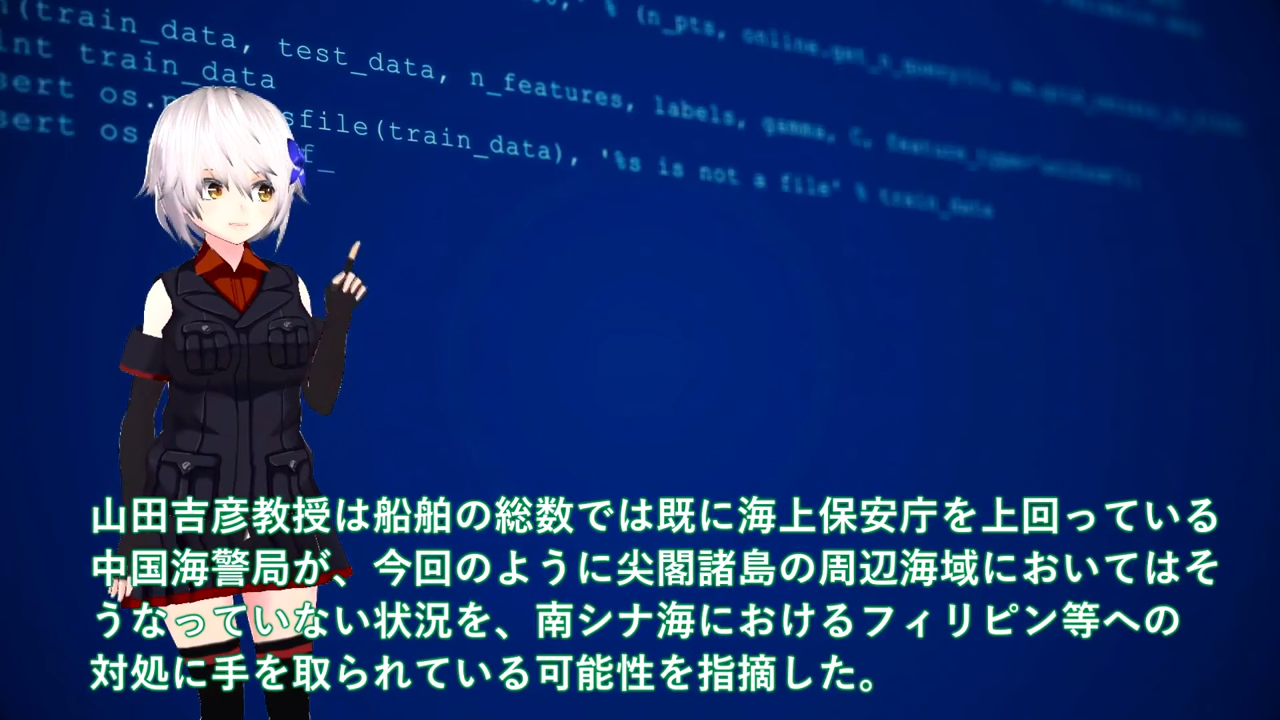 n(train_data, test_data, n_features, labels, gamma, C,
int train_data
sert os.
sfile(train_data), '%s is not a file' % train_data
sert os
f_
% (n_pts,
山田吉彦教授は船舶の総数では既に海上保安庁を上回っている
中国海警局が、今回のように尖閣諸島の周辺海域においてはそ
うなっていない状況を、南シナ海におけるフィリピン等への
対処に手を取られている可能性を指摘した。